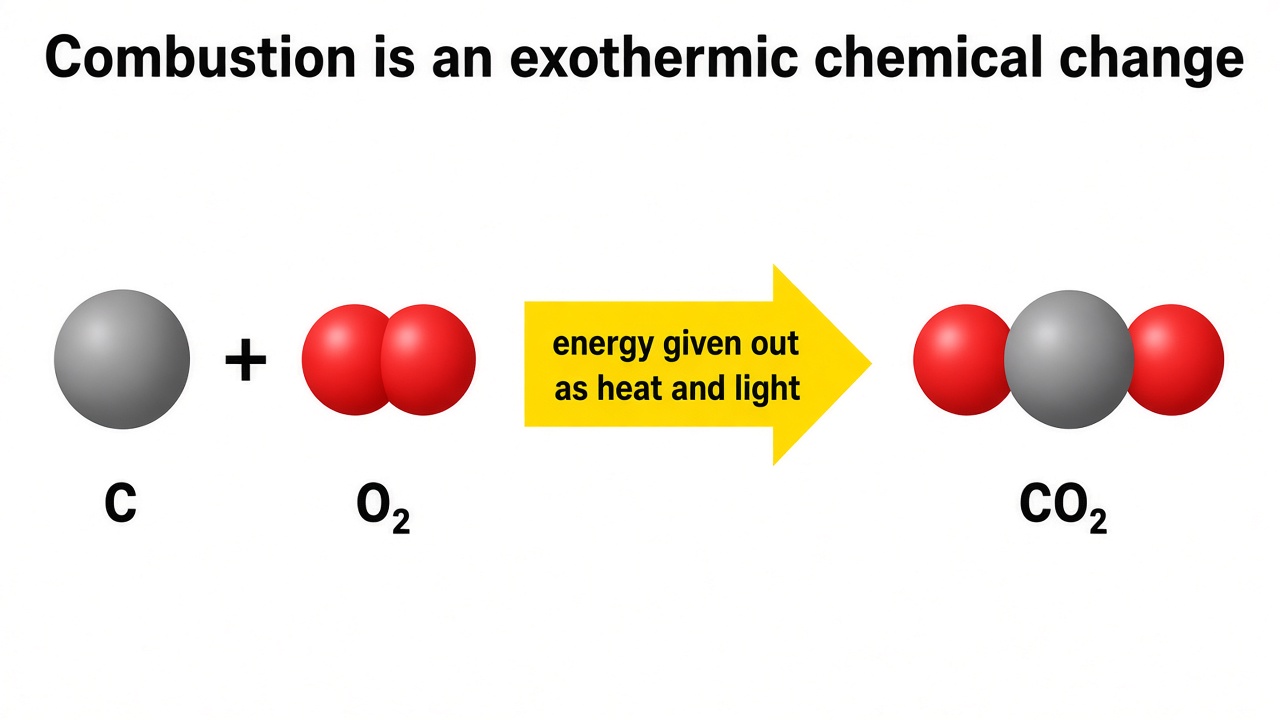 Combustion is an exothermic chemical change
+
energy given out
as heat and light
C
O₂
CO₂